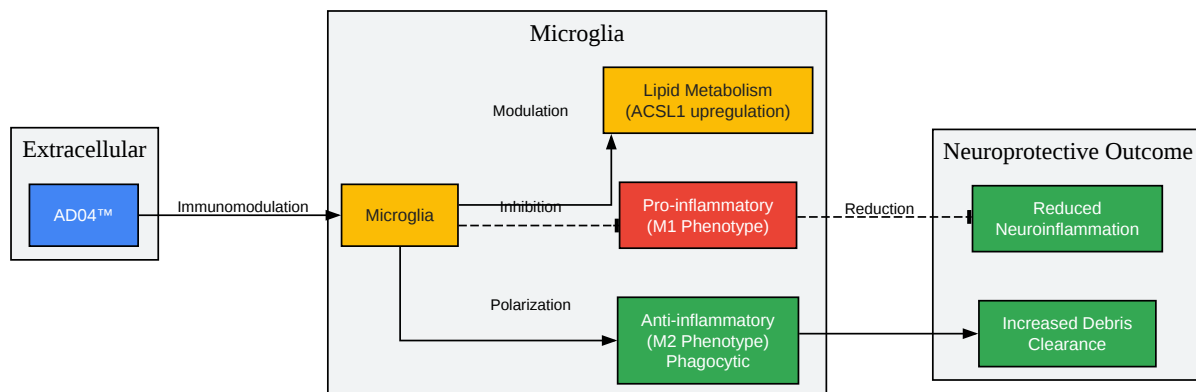 Microglia
Lipid Metabolism
(ACSL1 upregulation)
Modulation
Extracellular
AD04™
Immunomodulation
Microglia
Inhibition
Pro-inflammatory
(M1 Phenotype)
Reduction
Neuroprotective Outcome
Reduced
Neuroinflammation
Polarization
Anti-inflammatory
(M2 Phenotype)
Phagocytic
Increased Debris
Clearance